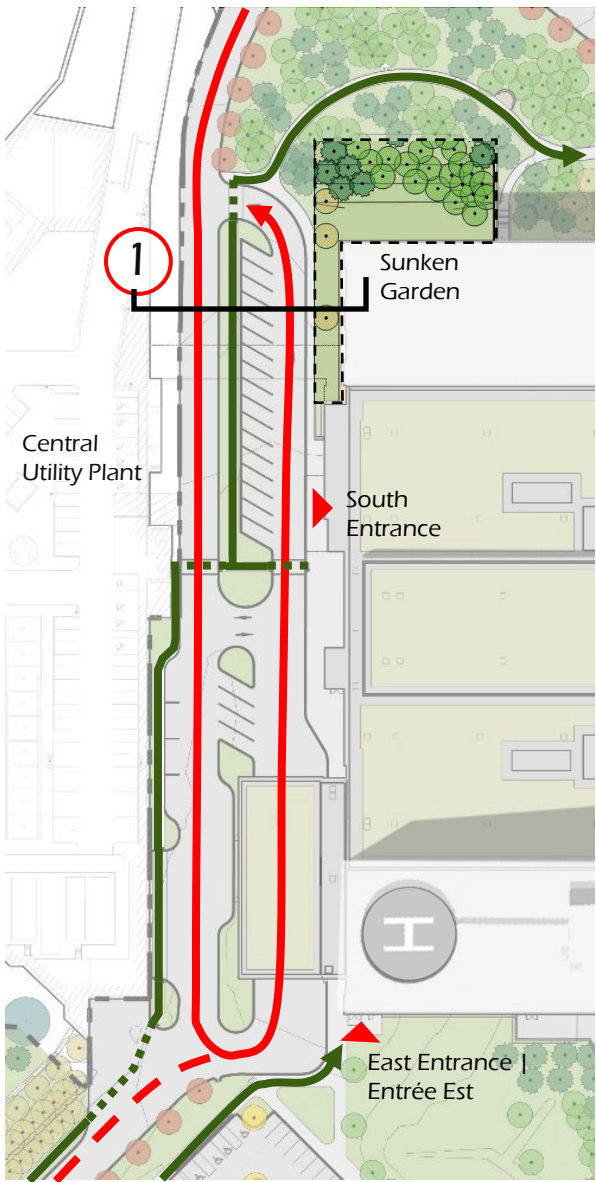 1
Sunken
Garden
Central
Utility Plant
South
Entrance
H
East Entrance |
Entrée Est